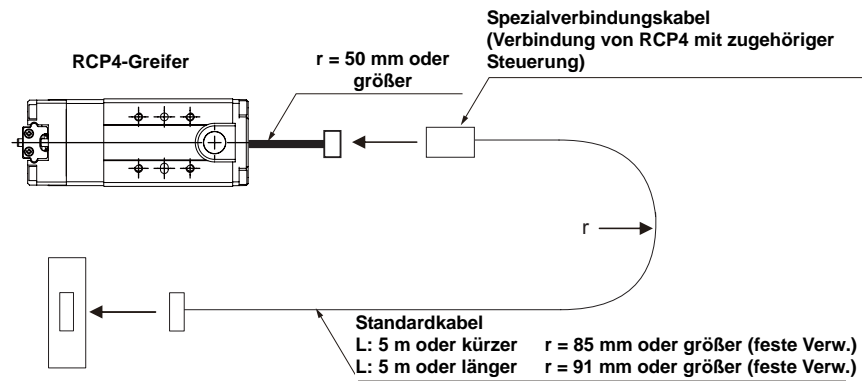 Spezialverbindungskabel
(Verbindung von RCP4 mit zugehöriger
Steuerung)
RCP4-Greifer
r = 50 mm oder
größer
r
Standardkabel
L: 5 m oder kürzer r = 85 mm oder größer (feste Verw.)
L: 5 m oder länger r = 91 mm oder größer (feste Verw.)